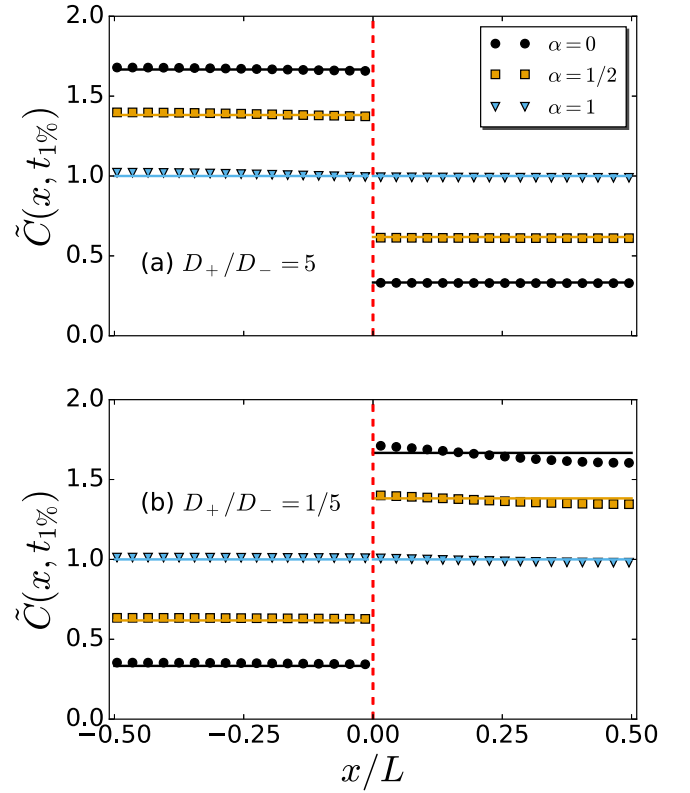 2.0
1.5
1.0
0.5
0.0
C̃(x, t₁%)
α = 0
α = 1/2
α = 1
(a) D₊/D₋ = 5
2.0
1.5
1.0
0.5
0.0
C̃(x, t₁%)
(b) D₊/D₋ = 1/5
−0.50 −0.25 0.00 0.25 0.50
x/L